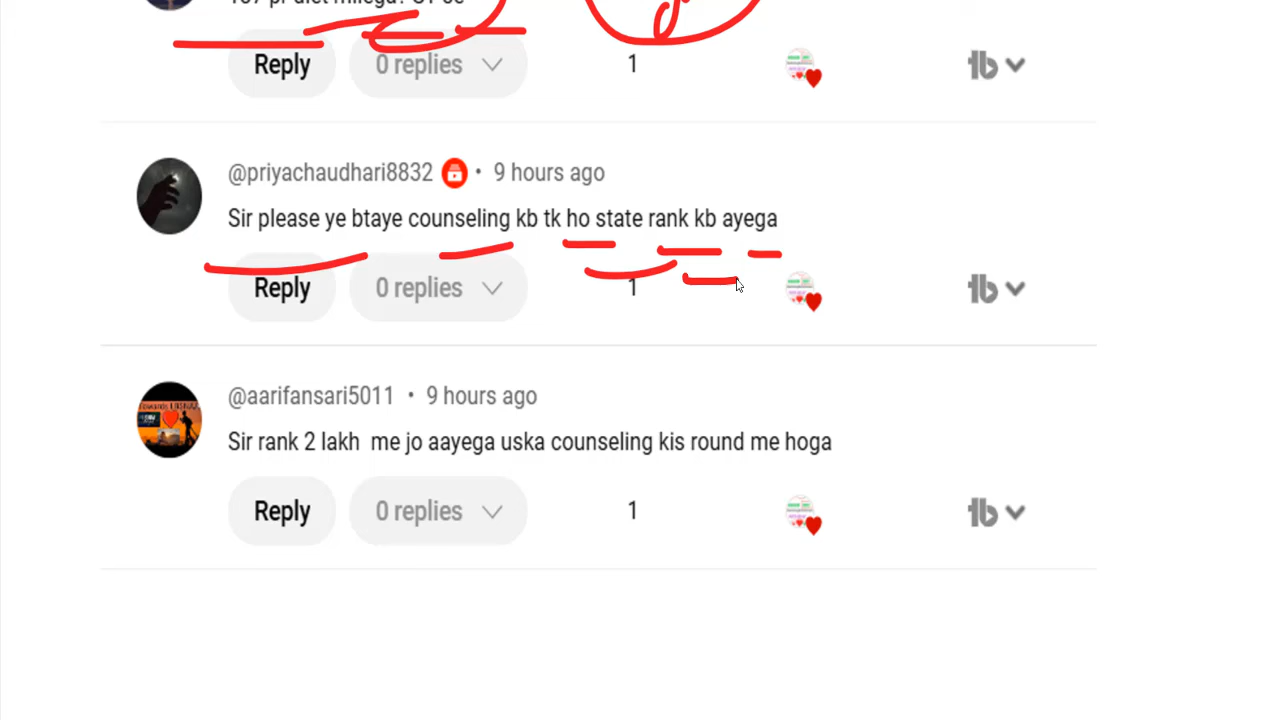 Reply
0 replies
1
@priyachaudhari8832 • 9 hours ago
Sir please ye btaye counseling kb tk ho state rank kb ayega
Reply
0 replies
1
@aarifansari5011 • 9 hours ago
Sir rank 2 lakh me jo aayega uska counseling kis round me hoga
Reply
0 replies
1